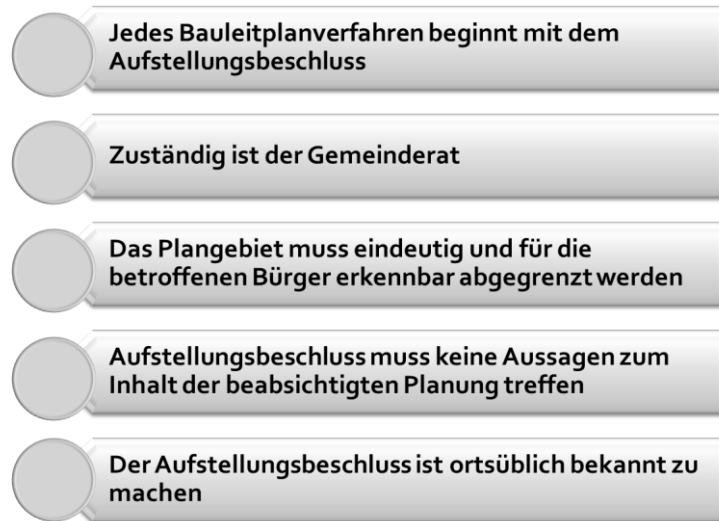 Jedes Bauleitplanverfahren beginnt mit dem
Aufstellungsbeschluss
Zuständig ist der Gemeinderat
Das Plangebiet muss eindeutig und für die
betroffenen Bürger erkennbar abgegrenzt werden
Aufstellungsbeschluss muss keine Aussagen zum
Inhalt der beabsichtigten Planung treffen
Der Aufstellungsbeschluss ist ortsüblich bekannt zu
machen